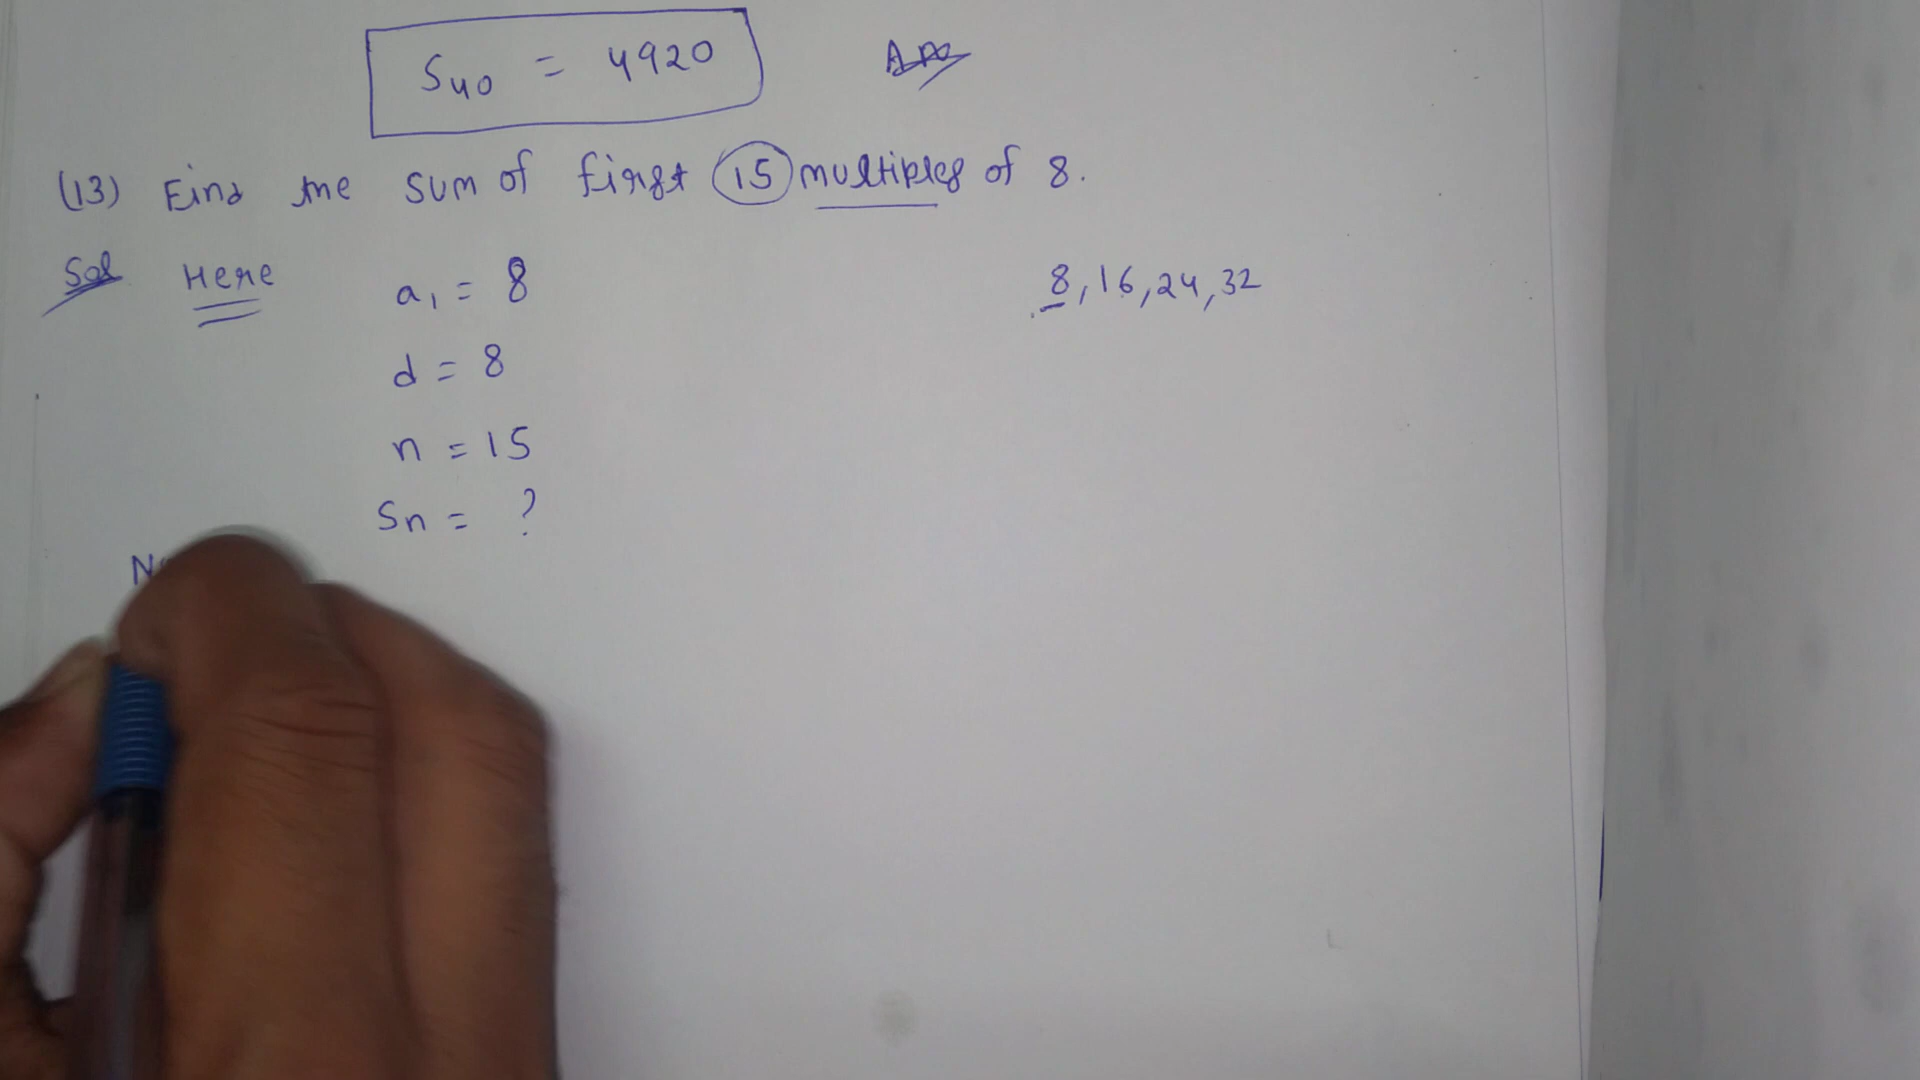 S40 = 4920 Ans
(13) Find the sum of first 15 multiples of 8.
Sol Here a1 = 8 8,16,24,32
d = 8
n = 15
Sn = ?